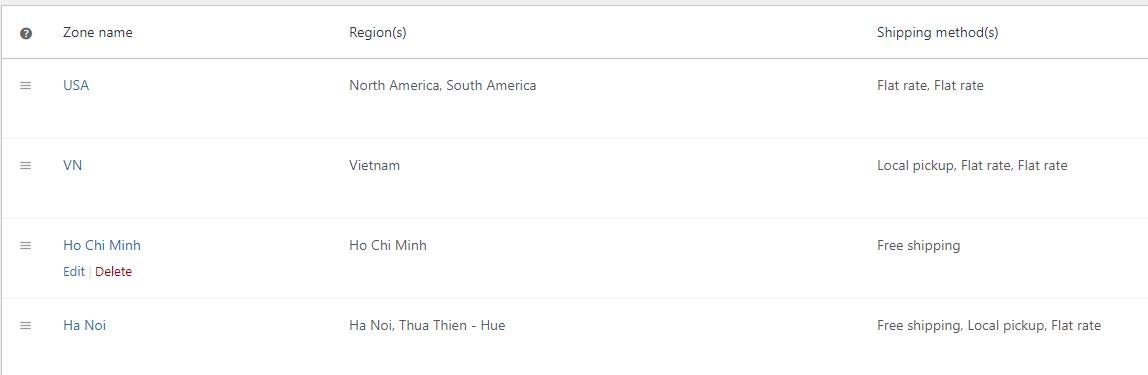 Zone name Region(s) Shipping method(s)
USA North America, South America Flat rate, Flat rate
VN Vietnam Local pickup, Flat rate, Flat rate
Ho Chi Minh Ho Chi Minh Free shipping
Edit | Delete
Ha Noi Ha Noi, Thua Thien - Hue Free shipping, Local pickup, Flat rate